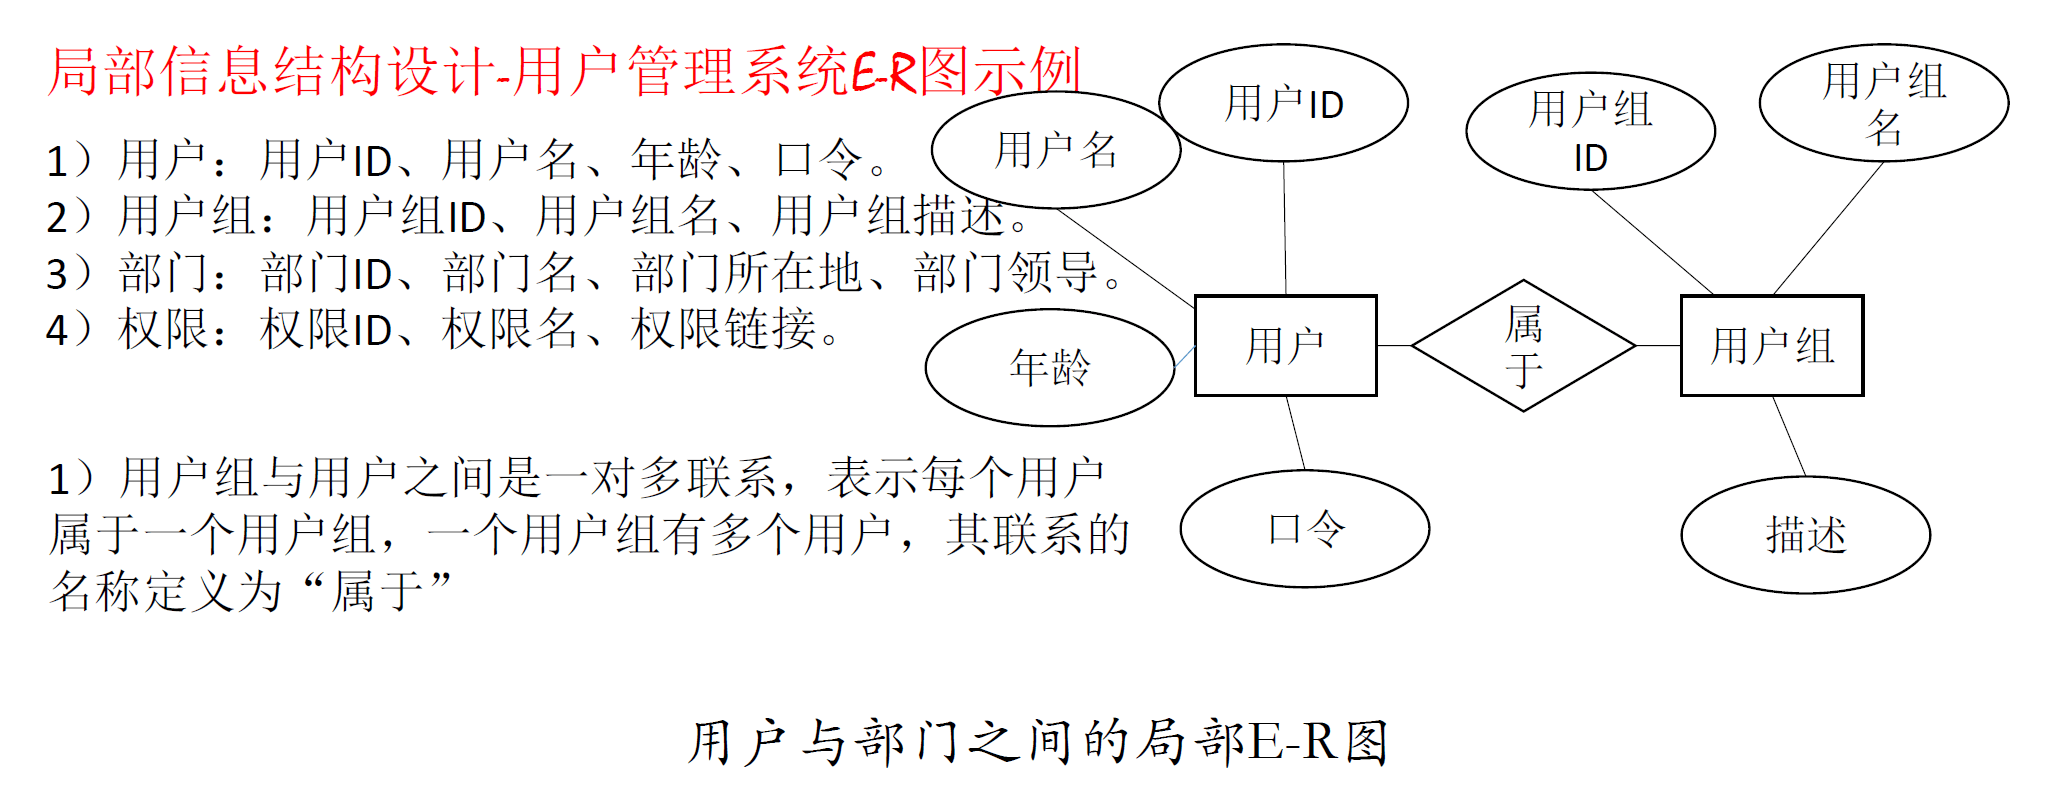 局部信息结构设计-用户管理系统E-R图示例
1）用户：用户ID、用户名、年龄、口令。
2）用户组：用户组ID、用户组名、用户组描述。
3）部门：部门ID、部门名、部门所在地、部门领导。
4）权限：权限ID、权限名、权限链接。
1）用户组与用户之间是一对多联系，表示每个用户
属于一个用户组，一个用户组有多个用户，其联系的
名称定义为“属于”
用户名
用户ID
用户组
ID
用户组
名
年龄
用户
属
于
用户组
口令
描述
用户与部门之间的局部E-R图